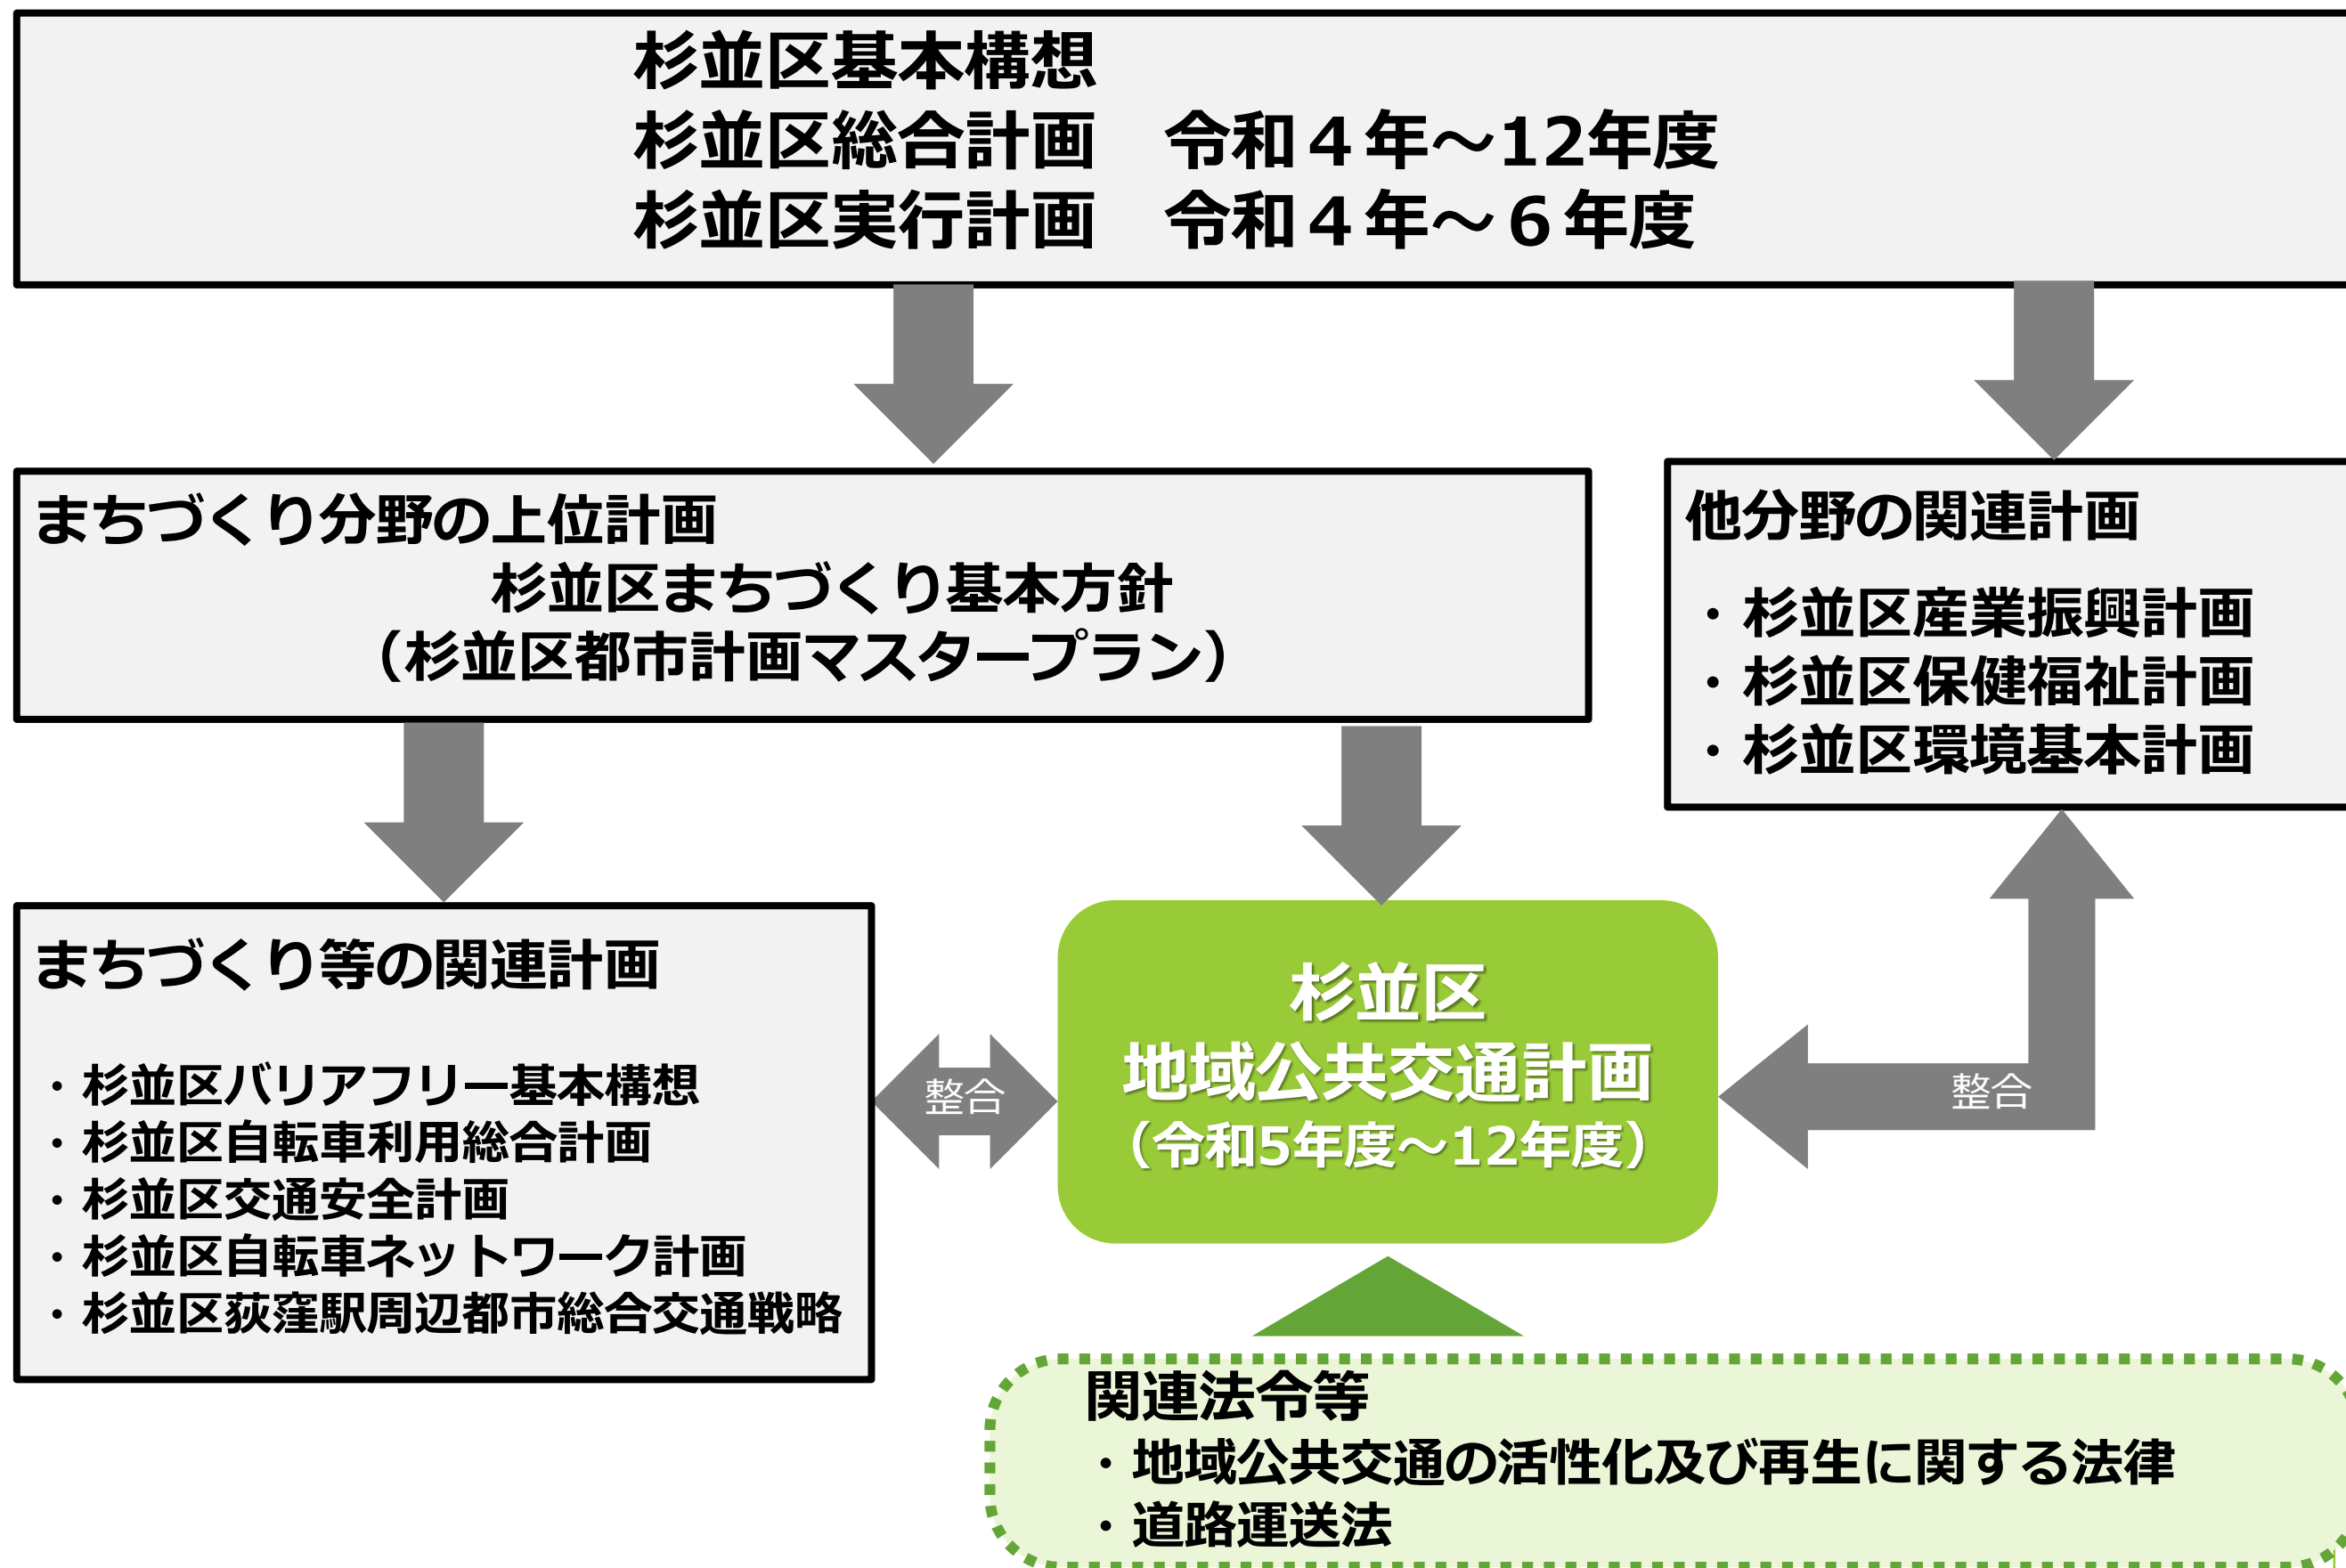 杉並区基本構想
杉並区総合計画　令和４年～12年度
杉並区実行計画　令和４年～６年度
まちづくり分野の上位計画
杉並区まちづくり基本方針
（杉並区都市計画マスタープラン）
他分野の関連計画
・杉並区産業振興計画
・杉並区保健福祉計画
・杉並区環境基本計画
まちづくり等の関連計画
・杉並区バリアフリー基本構想
・杉並区自転車利用総合計画
・杉並区交通安全計画
・杉並区自転車ネットワーク計画
・杉並区荻窪駅周辺都市総合交通戦略
整合
杉並区
地域公共交通計画
（令和5年度～12年度）
整合
関連法令等
・地域公共交通の活性化及び再生に関する法律
・道路運送法